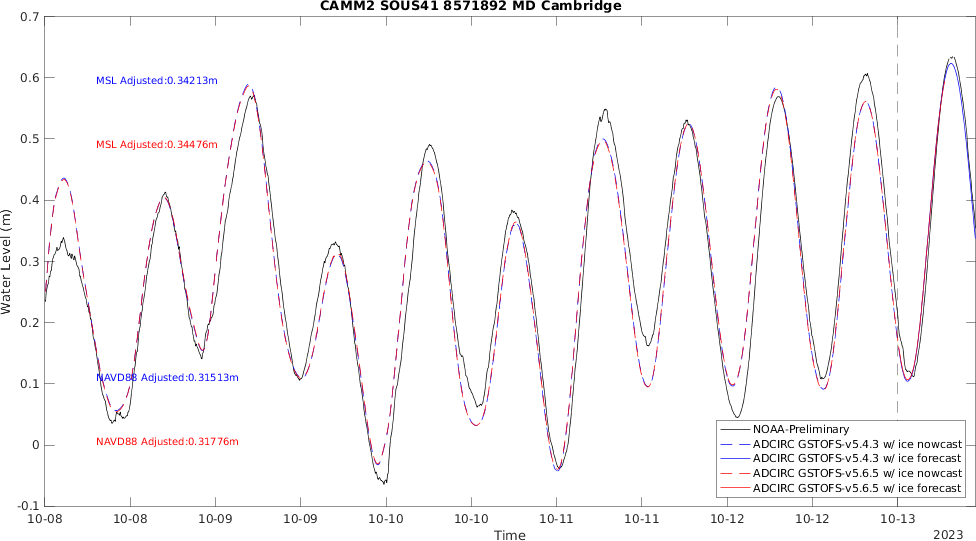 CAMM2 SOUS41 8571892 MD Cambridge
0.7
0.6
0.5
0.4
0.3
0.2
0.1
0
-0.1
Water Level (m)
MSL Adjusted:0.34213m
MSL Adjusted:0.34476m
NAVD88 Adjusted:0.31513m
NAVD88 Adjusted:0.31776m
NOAA-Preliminary
ADCIRC GSTOFS-v5.4.3 w/ ice nowcast
ADCIRC GSTOFS-v5.4.3 w/ ice forecast
ADCIRC GSTOFS-v5.6.5 w/ ice nowcast
ADCIRC GSTOFS-v5.6.5 w/ ice forecast
10-08 10-08 10-09 10-09 10-10 10-10 10-11 10-11 10-12 10-12 10-13
Time
2023